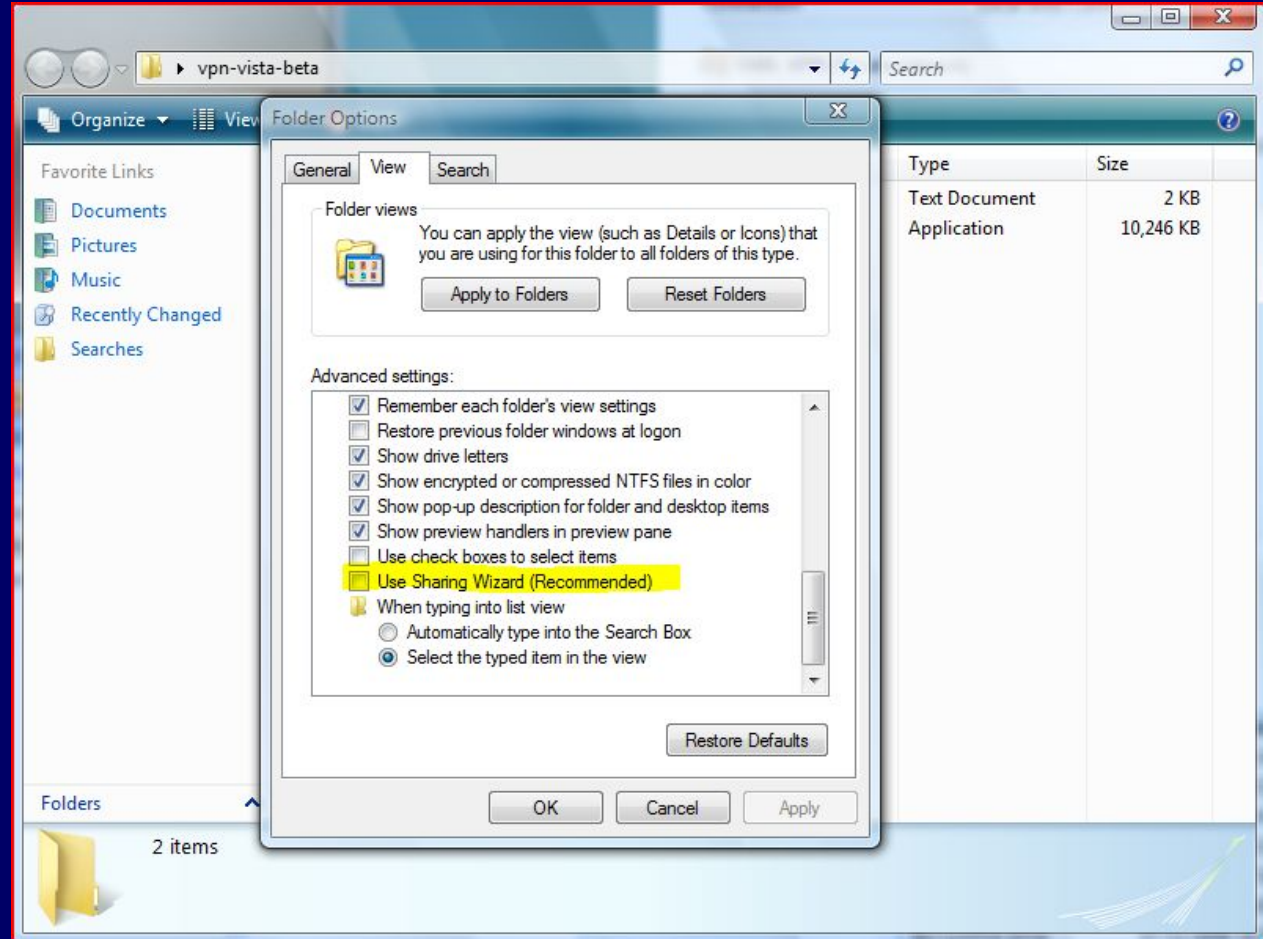 vpn-vista-beta
Search
Organize
View
Folder Options
Favorite Links
Documents
Pictures
Music
Recently Changed
Searches
General View Search
Folder views
You can apply the view (such as Details or Icons) that
you are using for this folder to all folders of this type.
Apply to Folders Reset Folders
Advanced settings:
Remember each folder's view settings
Restore previous folder windows at logon
Show drive letters
Show encrypted or compressed NTFS files in color
Show pop-up description for folder and desktop items
Show preview handlers in preview pane
Use check boxes to select items
Use Sharing Wizard (Recommended)
When typing into list view
Automatically type into the Search Box
Select the typed item in the view
Restore Defaults
OK Cancel Apply
Type Size
Text Document 2 KB
Application 10,246 KB
Folders
2 items